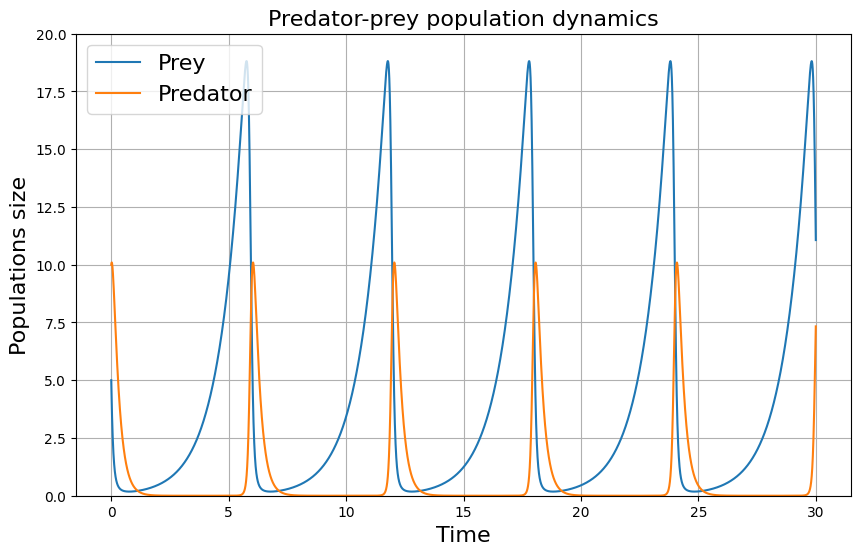 Predator-prey population dynamics
Prey
Predator
Populations size
20.0
17.5
15.0
12.5
10.0
7.5
5.0
2.5
0.0
0 5 10 15 20 25 30
Time